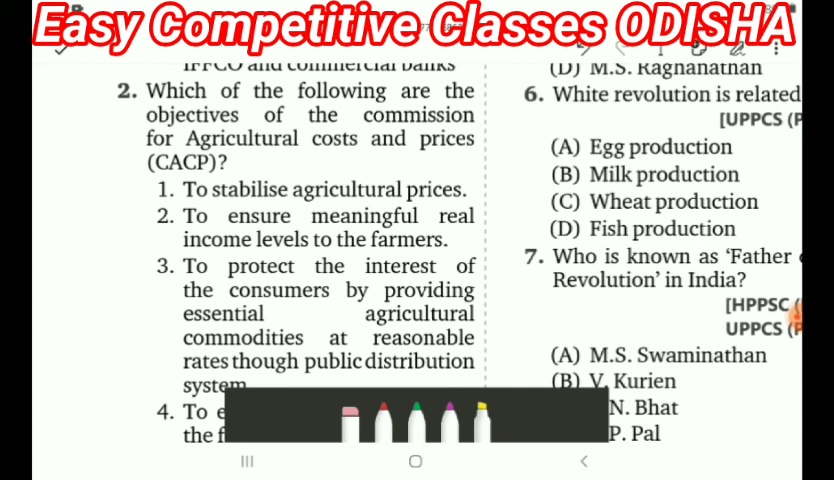 Easy Competitive Classes ODISHA
IFFCO and commercial banks
2. Which of the following are the
objectives of the commission
for Agricultural costs and prices
(CACP)?
1. To stabilise agricultural prices.
2. To ensure meaningful real
income levels to the farmers.
3. To protect the interest of
the consumers by providing
essential agricultural
commodities at reasonable
rates though public distribution
system
4. To e
the f
(D) M.S. Raghanathan
6. White revolution is related
[UPPCS (P
(A) Egg production
(B) Milk production
(C) Wheat production
(D) Fish production
7. Who is known as ‘Father
Revolution’ in India?
[HPPSC (
UPPCS (P
(A) M.S. Swaminathan
(B) V. Kurien
N. Bhat
P. Pal